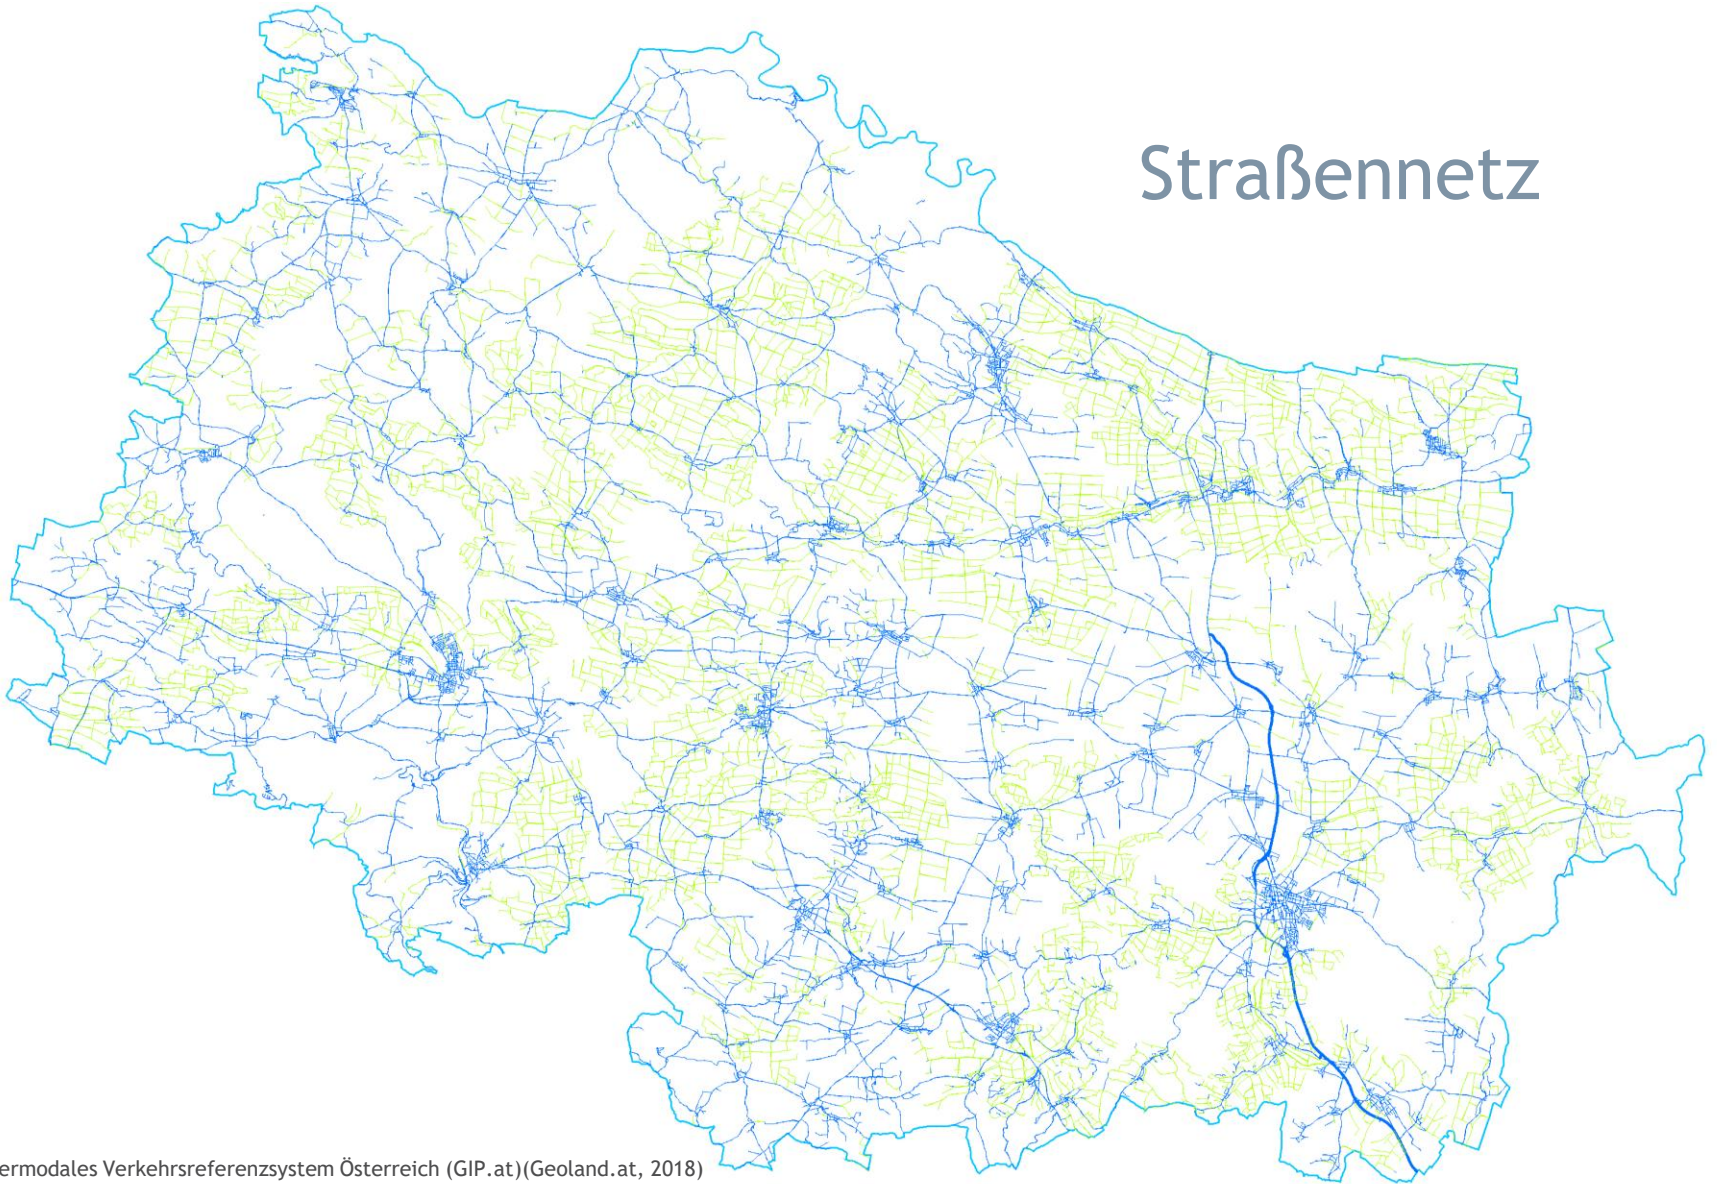 Straßennetz
ermodales Verkehrsreferenzsystem Österreich (GIP.at)(Geoland.at, 2018)